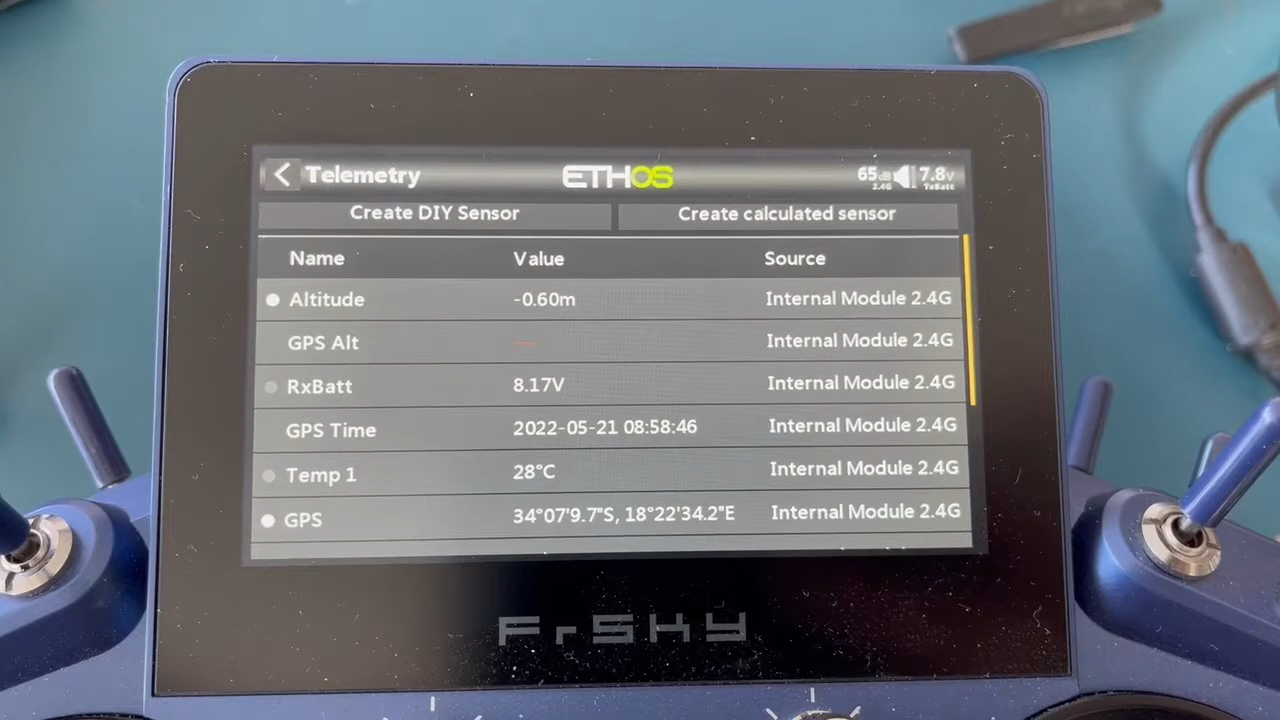 Telemetry ETHOS 65dB 2.4G 7.8V TxBatt
Create DIY Sensor Create calculated sensor
Name Value Source
Altitude -0.60m Internal Module 2.4G
GPS Alt --- Internal Module 2.4G
RxBatt 8.17V Internal Module 2.4G
GPS Time 2022-05-21 08:58:46 Internal Module 2.4G
Temp 1 28°C Internal Module 2.4G
GPS 34°07'9.7"S, 18°22'34.2"E Internal Module 2.4G
FrSKY